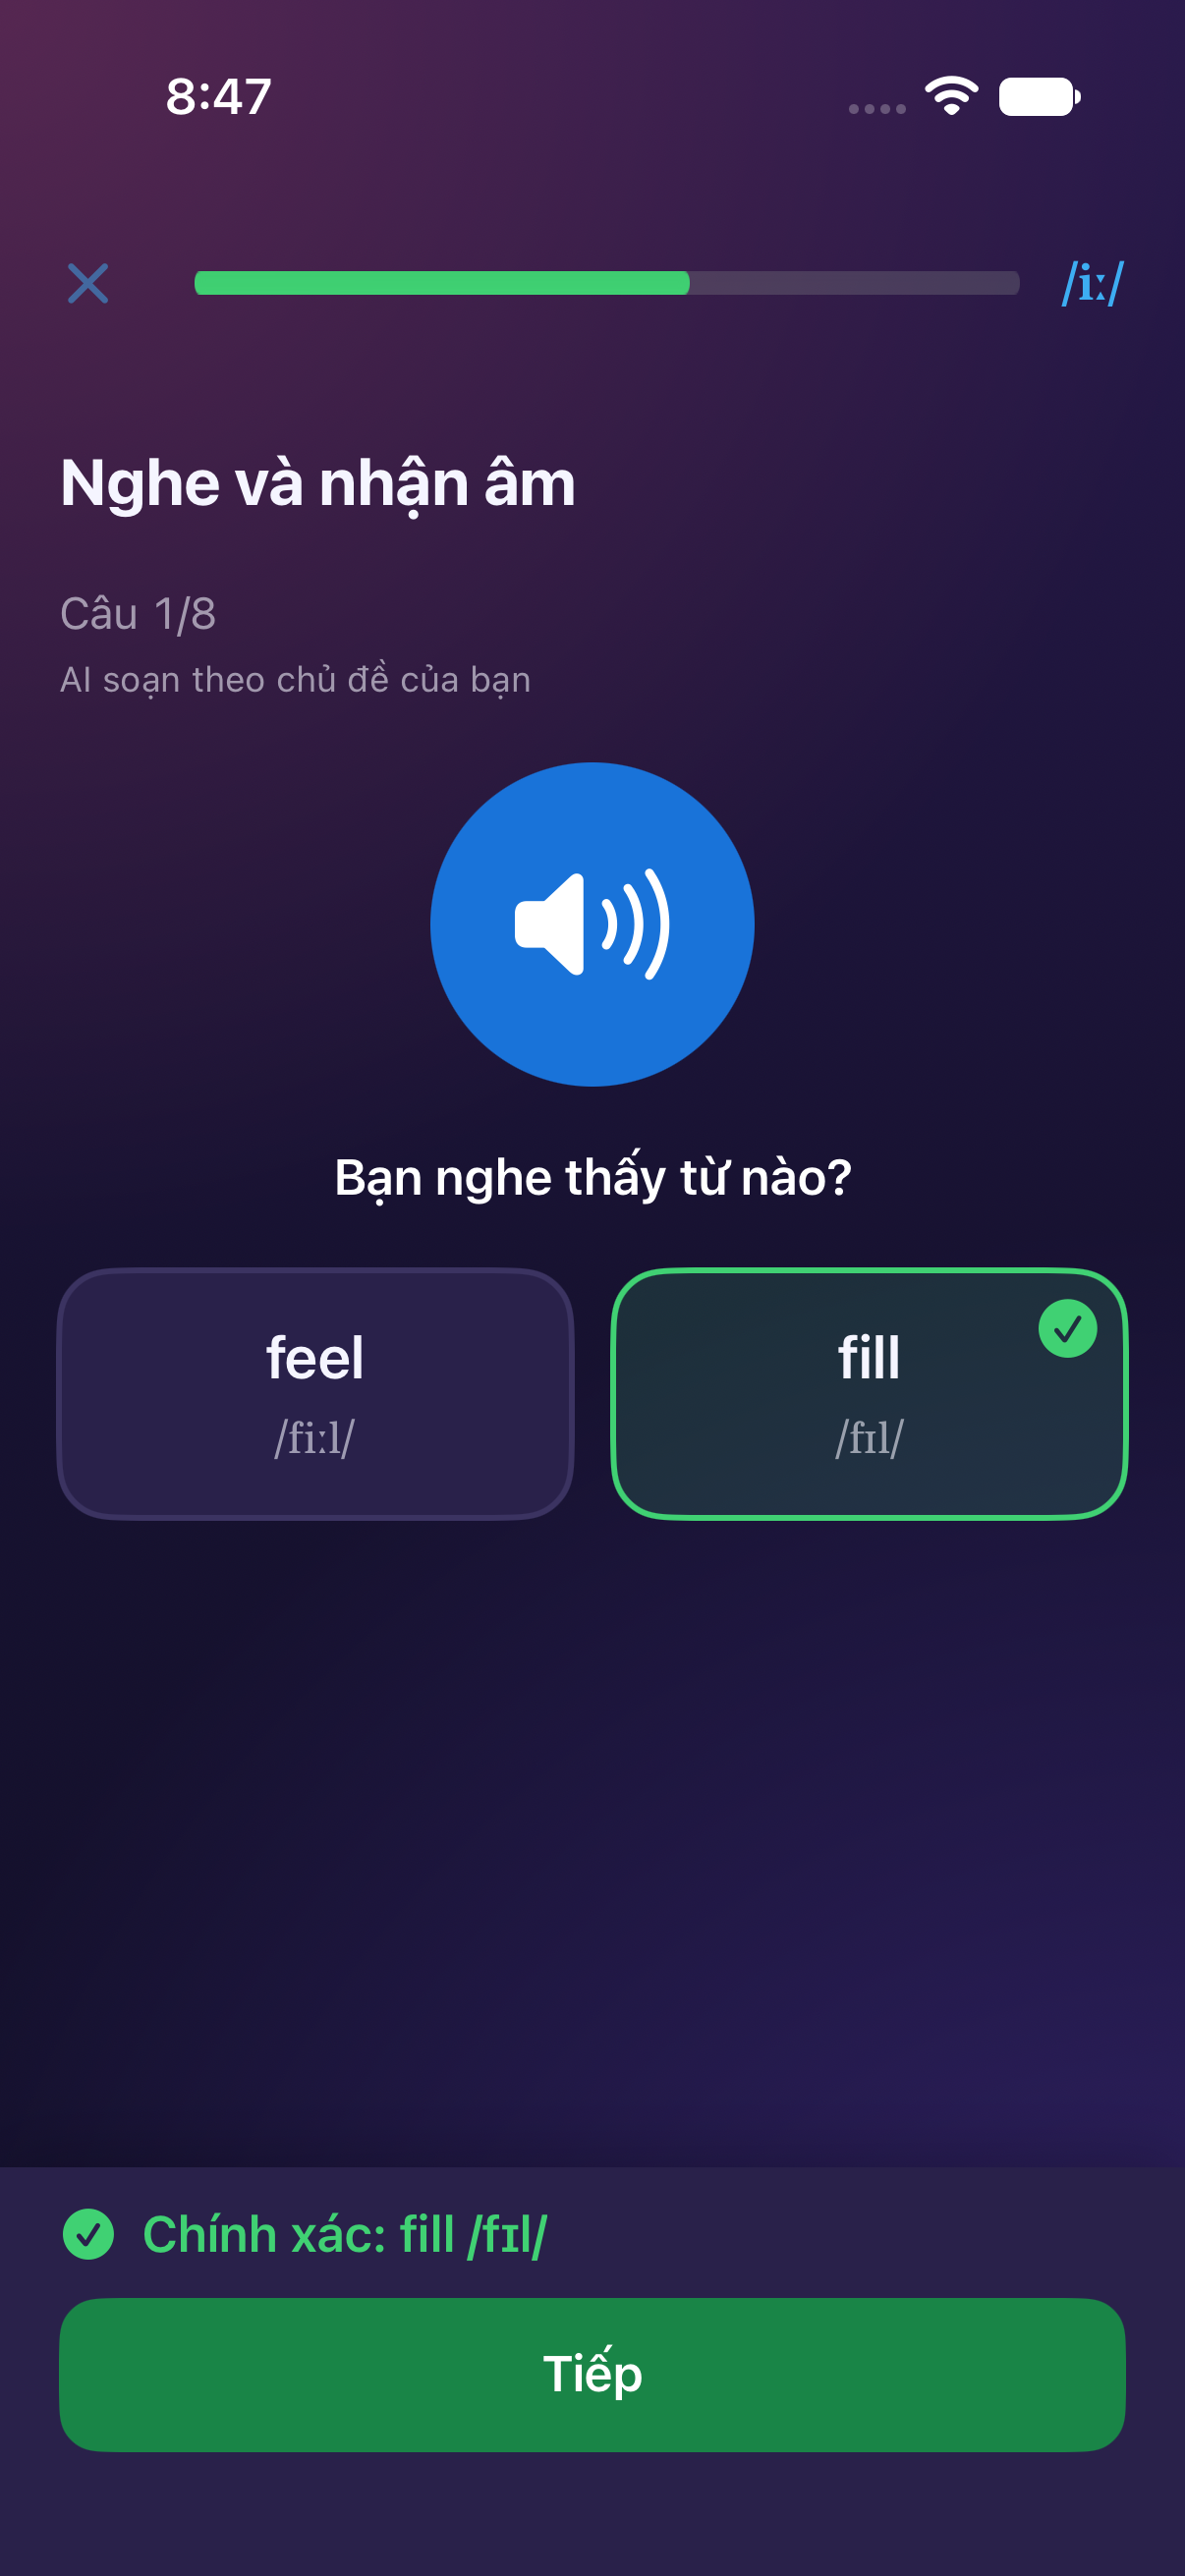 8:47
/iː/
Nghe và nhận âm
Câu 1/8
AI soạn theo chủ đề của bạn
Bạn nghe thấy từ nào?
feel
/fiːl/
fill
/fɪl/
Chính xác: fill /fɪl/
Tiếp